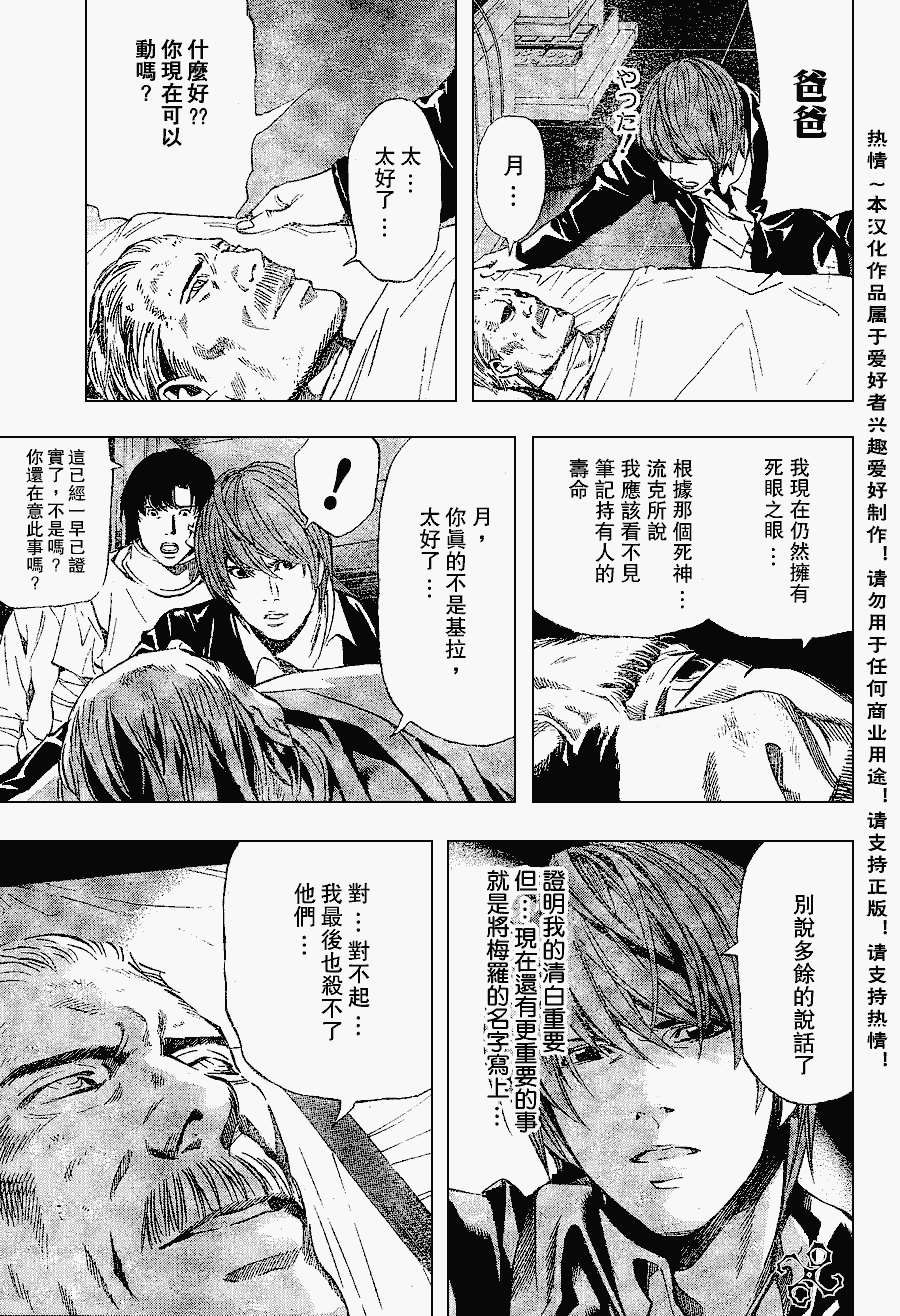 爸爸
やった!!
月…
太…
太好了…
什麼好??
你現在可以
動嗎？
我現在仍然擁有
死眼之眼…
根據那個死神…
流克所說
我應該看不見
筆記持有人的
壽命
月，
你真的不是基拉，
太好了…
！
這已經一早已證
實了，不是嗎？
你還在意此事嗎？
別說多餘的說話了
證明我的清白重要
但…現在還有更重要的事
就是將梅羅的名字寫上…
對…對不起…
我最後也殺不了
他們…
热情～本汉化作品属于爱好者兴趣爱好制作！请勿用于任何商业用途！请支持正版！请支持热情！